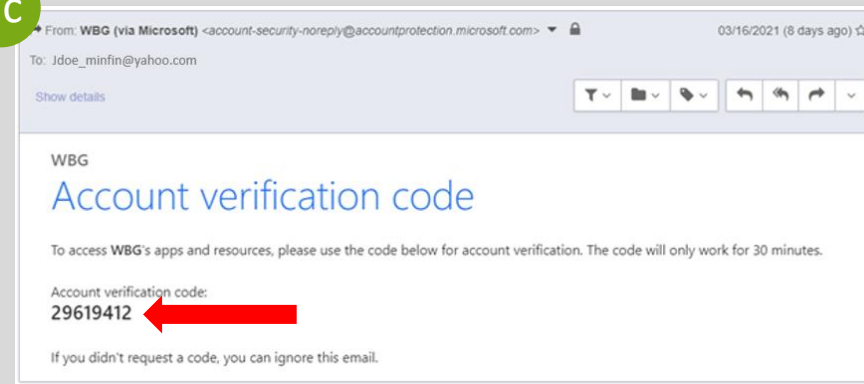 C
From: WBG (via Microsoft) <account-security-noreply@accountprotection.microsoft.com>
03/16/2021 (8 days ago)
To: Jdoe_minfin@yahoo.com
Show details
WBG
Account verification code
To access WBG's apps and resources, please use the code below for account verification. The code will only work for 30 minutes.
Account verification code:
29619412
If you didn't request a code, you can ignore this email.